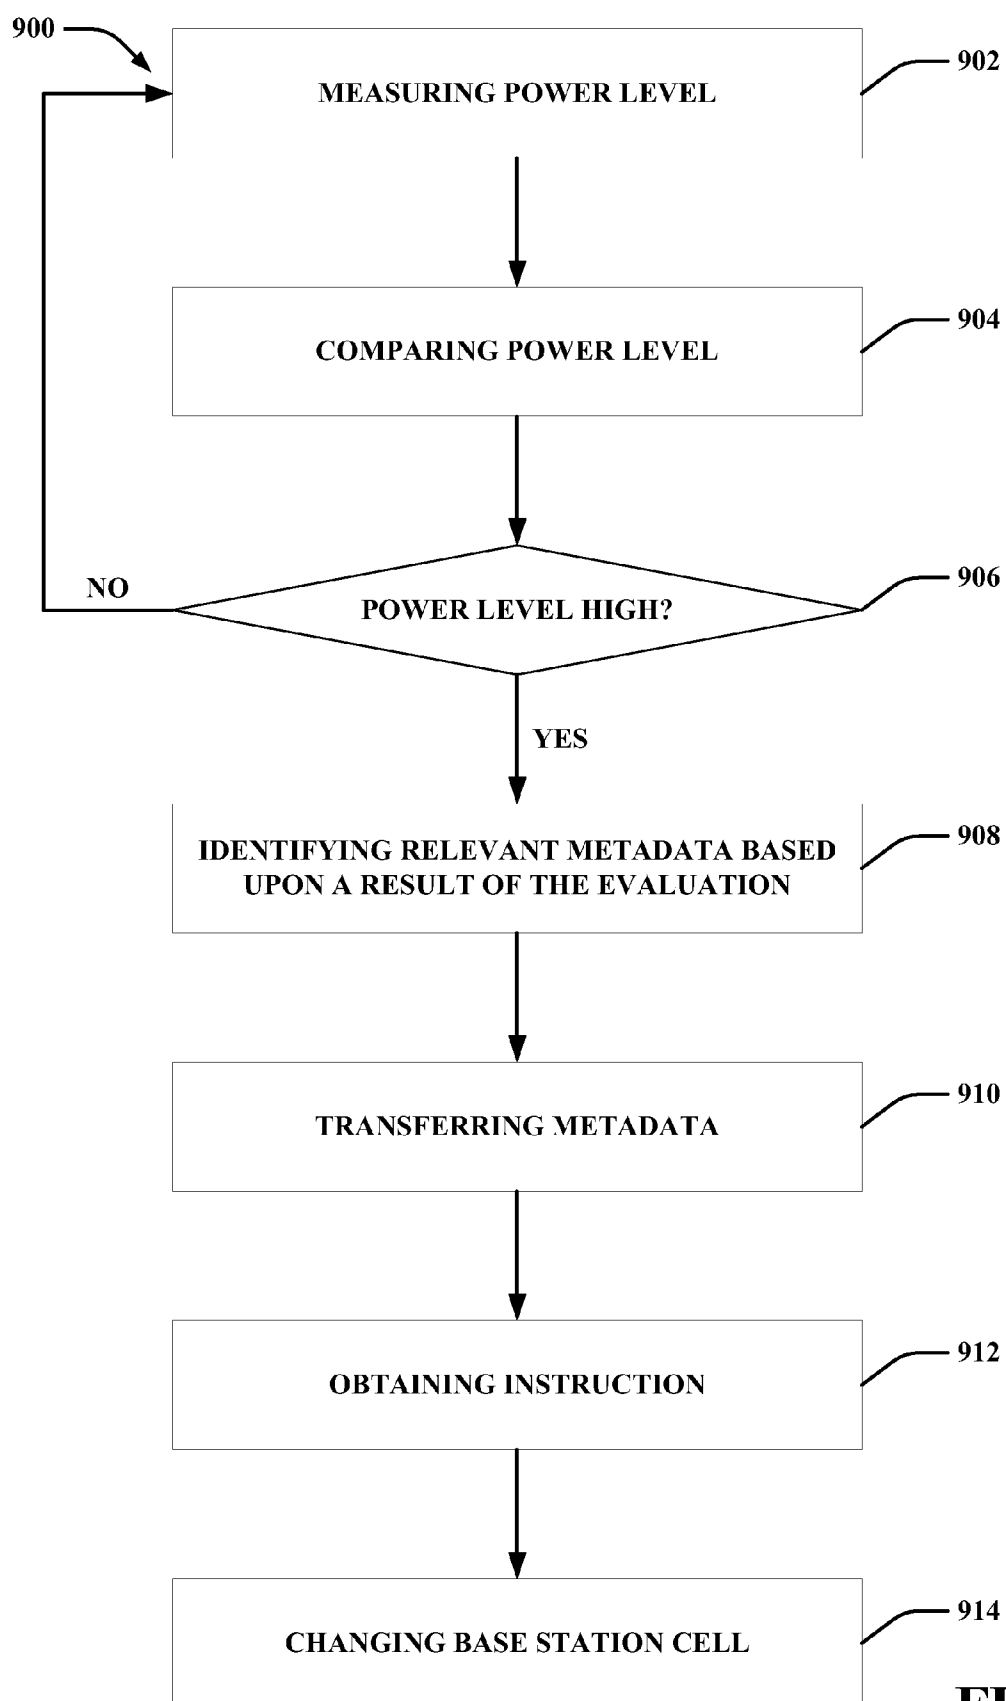 900
902
MEASURING POWER LEVEL
904
COMPARING POWER LEVEL
906
NO
POWER LEVEL HIGH?
YES
908
IDENTIFYING RELEVANT METADATA BASED
UPON A RESULT OF THE EVALUATION
910
TRANSFERRING METADATA
912
OBTAINING INSTRUCTION
914
CHANGING BASE STATION CELL